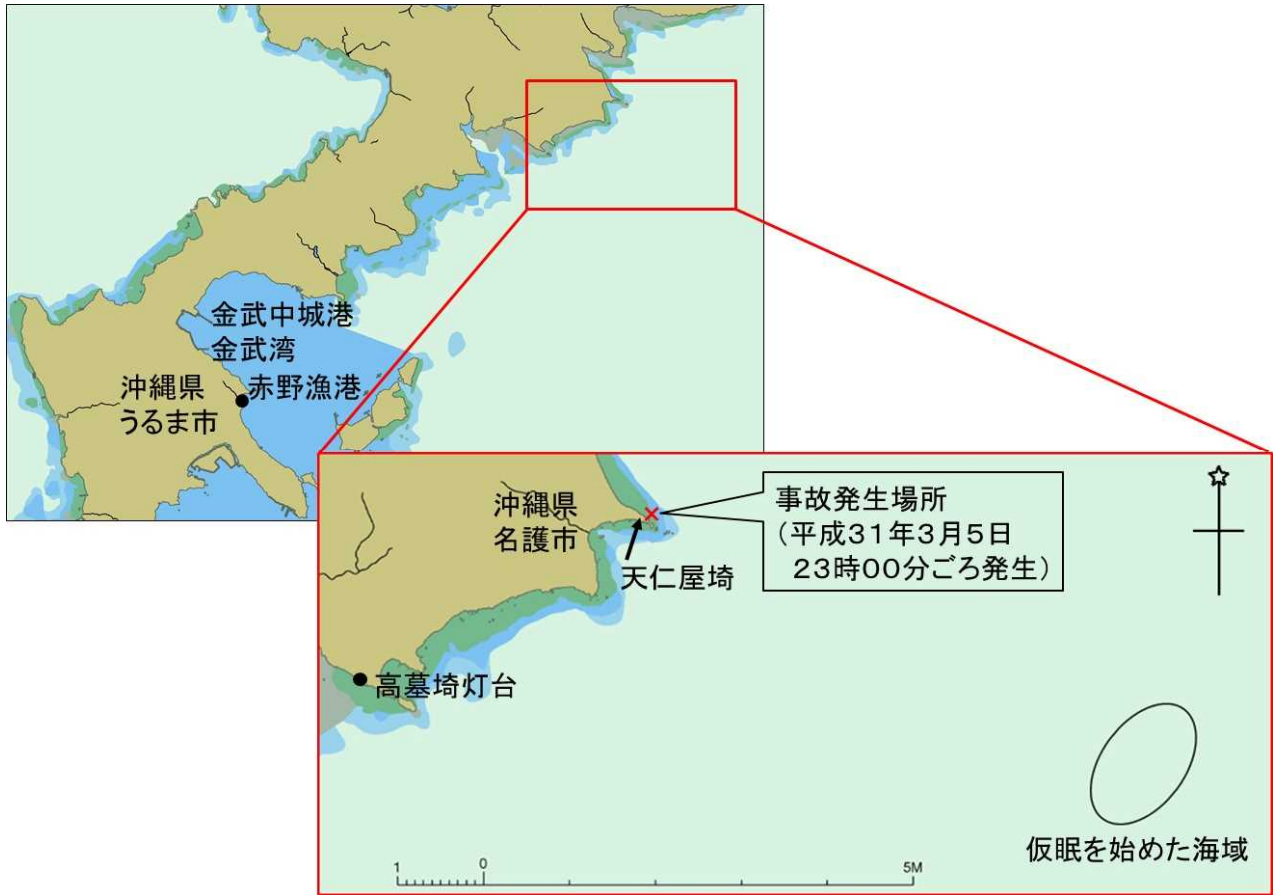 金武中城港
金武湾
沖縄県
うるま市
赤野漁港
沖縄県
名護市
事故発生場所
(平成31年3月5日
23時00分ごろ発生)
天仁屋埼
高墓埼灯台
仮眠を始めた海域
1
0
5M